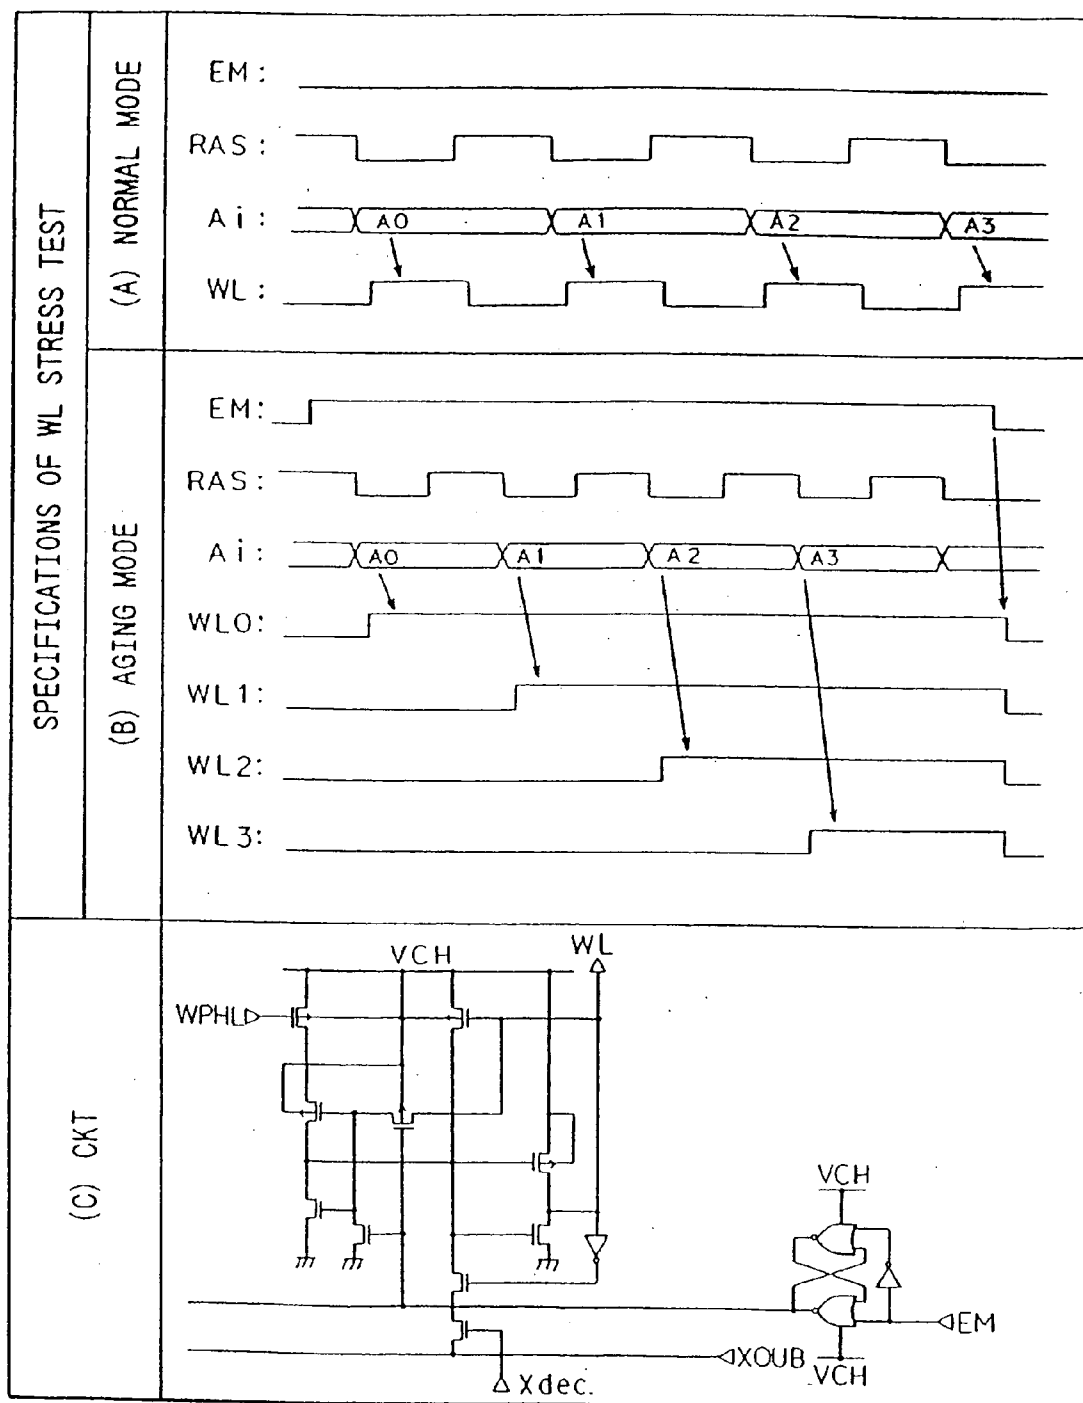 SPECIFICATIONS OF WL STRESS TEST
(A) NORMAL MODE
EM:
RAS:
Ai:
A0
A1
A2
A3
WL:
(B) AGING MODE
EM:
RAS:
Ai:
A0
A1
A2
A3
WL0:
WL1:
WL2:
WL3:
(C) CKT
VCH
WL
WPHL
VCH
EM
XOUB
VCH
Xdec.